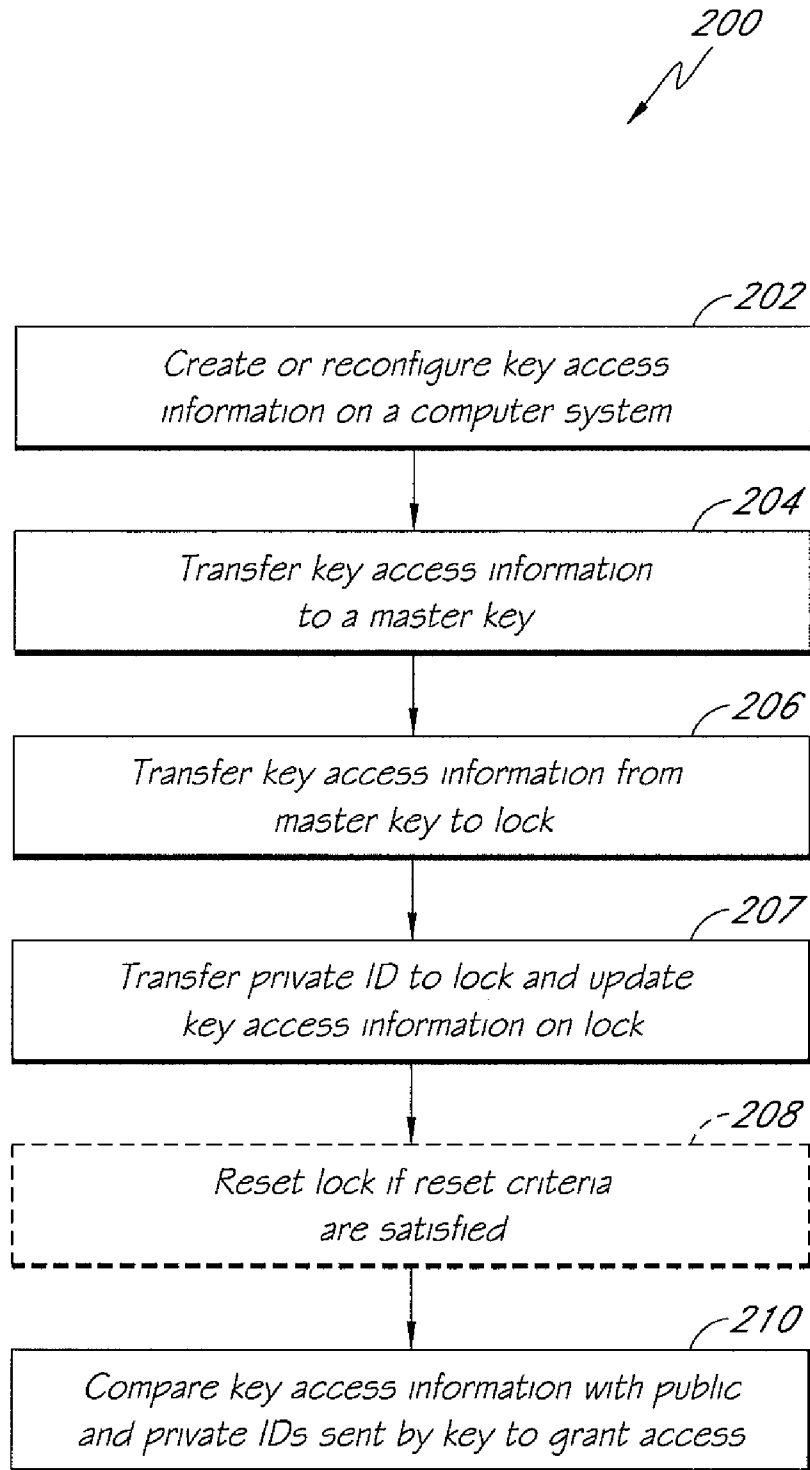 200
202
Create or reconfigure key access
information on a computer system
204
Transfer key access information
to a master key
206
Transfer key access information from
master key to lock
207
Transfer private ID to lock and update
key access information on lock
208
Reset lock if reset criteria
are satisfied
210
Compare key access information with public
and private IDs sent by key to grant access